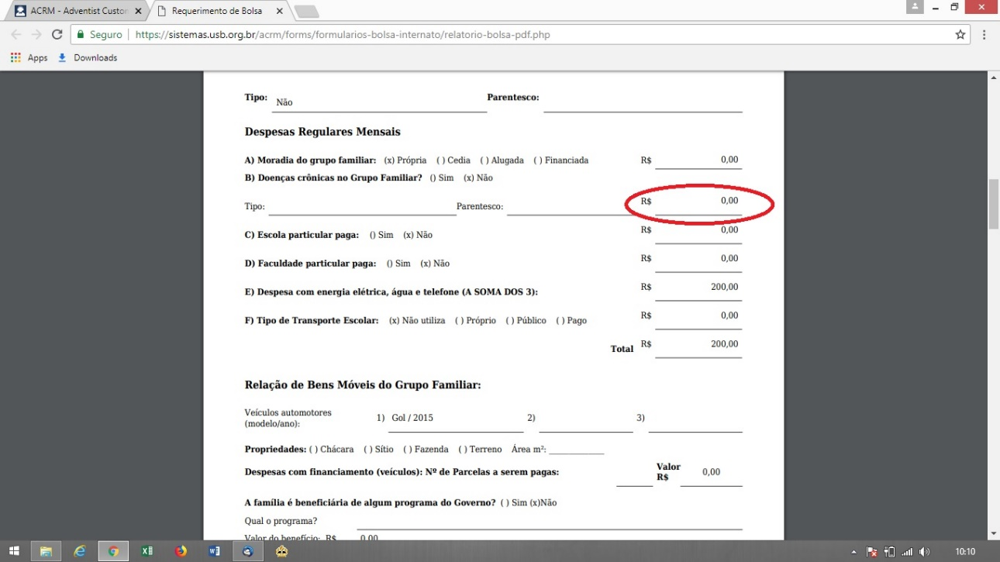 ACRM - Adventist Custor
Requerimento de Bolsa
Seguro https://sistemas.usb.org.br/acrm/forms/formularios-bolsa-internato/relatorio-bolsa-pdf.php
Apps Downloads
Tipo: Não Parentesco:
Despesas Regulares Mensais
A) Moradia do grupo familiar: (x) Própria ( ) Cedia ( ) Alugada ( ) Financiada R$ 0,00
B) Doenças crônicas no Grupo Familiar? () Sim (x) Não
Tipo: Parentesco: R$ 0,00
C) Escola particular paga: () Sim (x) Não R$ 0,00
D) Faculdade particular paga: () Sim (x) Não R$ 0,00
E) Despesa com energia elétrica, água e telefone (A SOMA DOS 3): R$ 200,00
F) Tipo de Transporte Escolar: (x) Não utiliza ( ) Próprio ( ) Público ( ) Pago R$ 0,00
Total R$ 200,00
Relação de Bens Móveis do Grupo Familiar:
Veículos automotores
(modelo/ano): 1) Gol / 2015 2) 3)
Propriedades: ( ) Chácara ( ) Sítio ( ) Fazenda ( ) Terreno Área m²: ____________
Despesas com financiamento (veículos): Nº de Parcelas a serem pagas: Valor R$ 0,00
A família é beneficiária de algum programa do Governo? ( ) Sim (x)Não
Qual o programa?
Valor do benefício: R$ 0,00
10:10